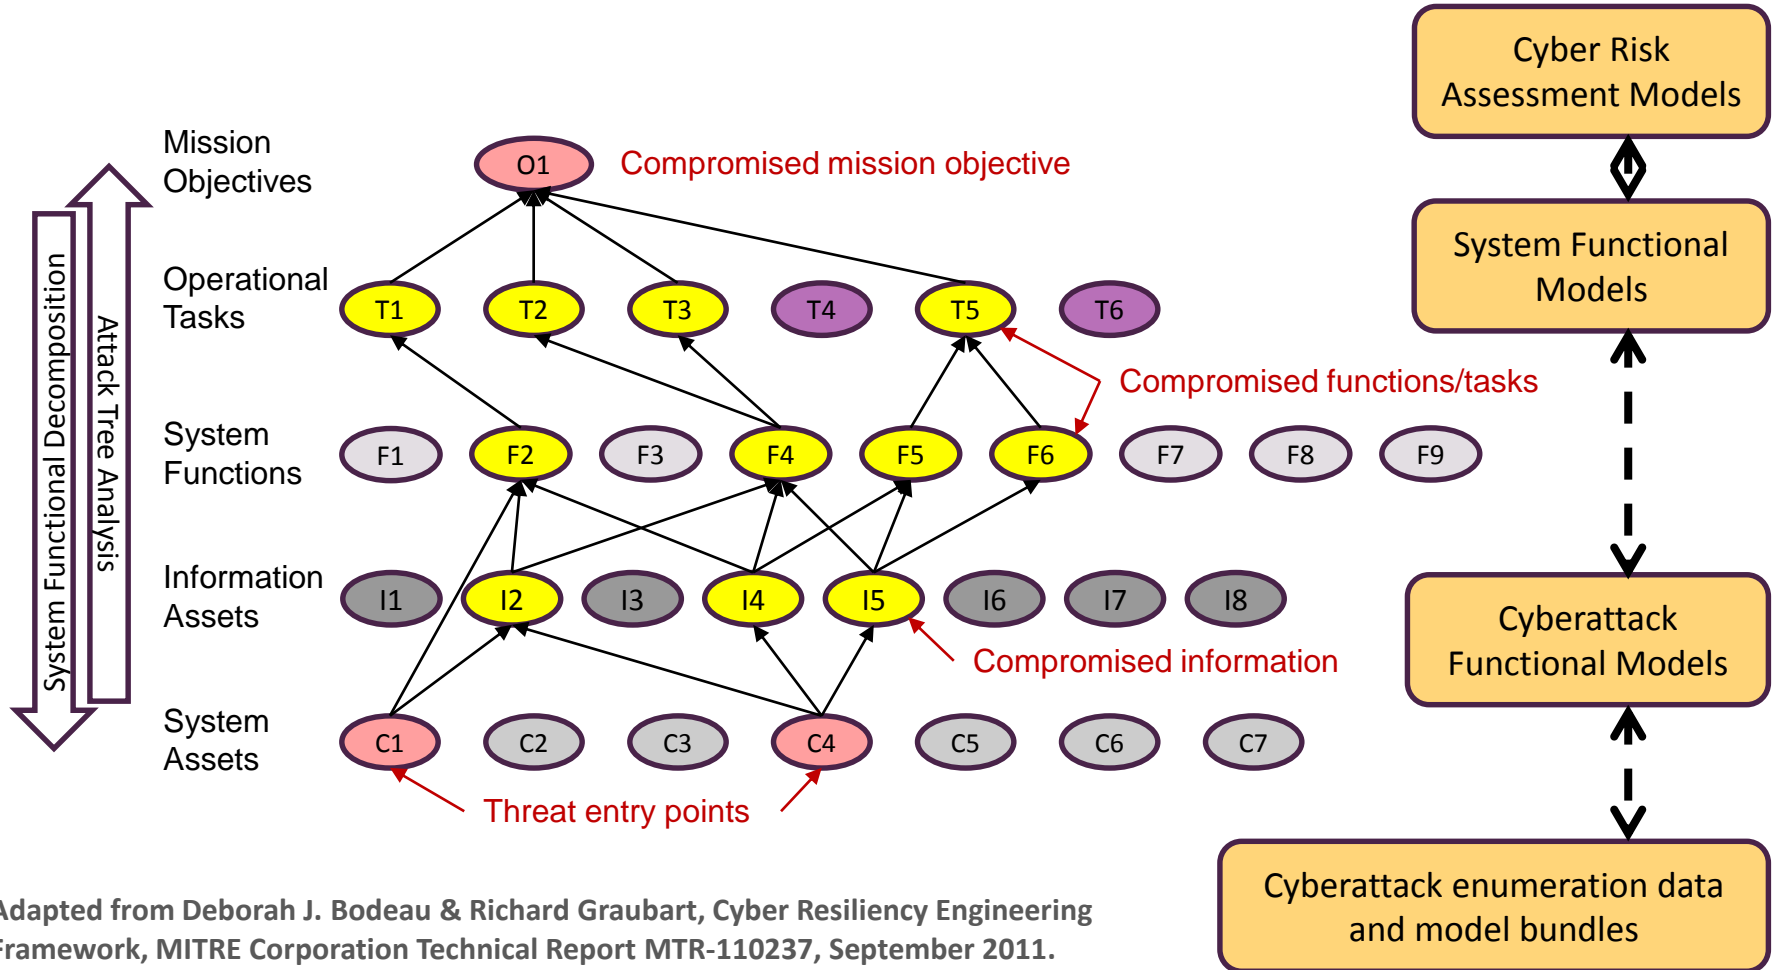 Cyber Risk
Assessment Models
Mission
Objectives
O1
Compromised mission objective
System Functional
Models
System Functional Decomposition
Attack Tree Analysis
Operational
Tasks
T1
T2
T3
T4
T5
T6
Compromised functions/tasks
System
Functions
F1
F2
F3
F4
F5
F6
F7
F8
F9
Information
Assets
I1
I2
I3
I4
I5
I6
I7
I8
Cyberattack
Functional Models
Compromised information
System
Assets
C1
C2
C3
C4
C5
C6
C7
Threat entry points
Cyberattack enumeration data
and model bundles
Adapted from Deborah J. Bodeau & Richard Graubart, Cyber Resiliency Engineering
Framework, MITRE Corporation Technical Report MTR-110237, September 2011.